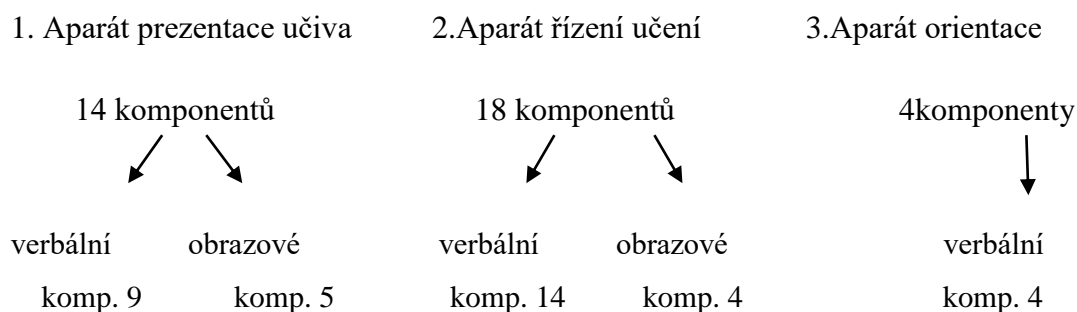 1. Aparát prezentace učiva 2.Aparát řízení učení 3.Aparát orientace
14 komponentů 18 komponentů 4komponenty
verbální obrazové verbální obrazové verbální
komp. 9 komp. 5 komp. 14 komp. 4 komp. 4